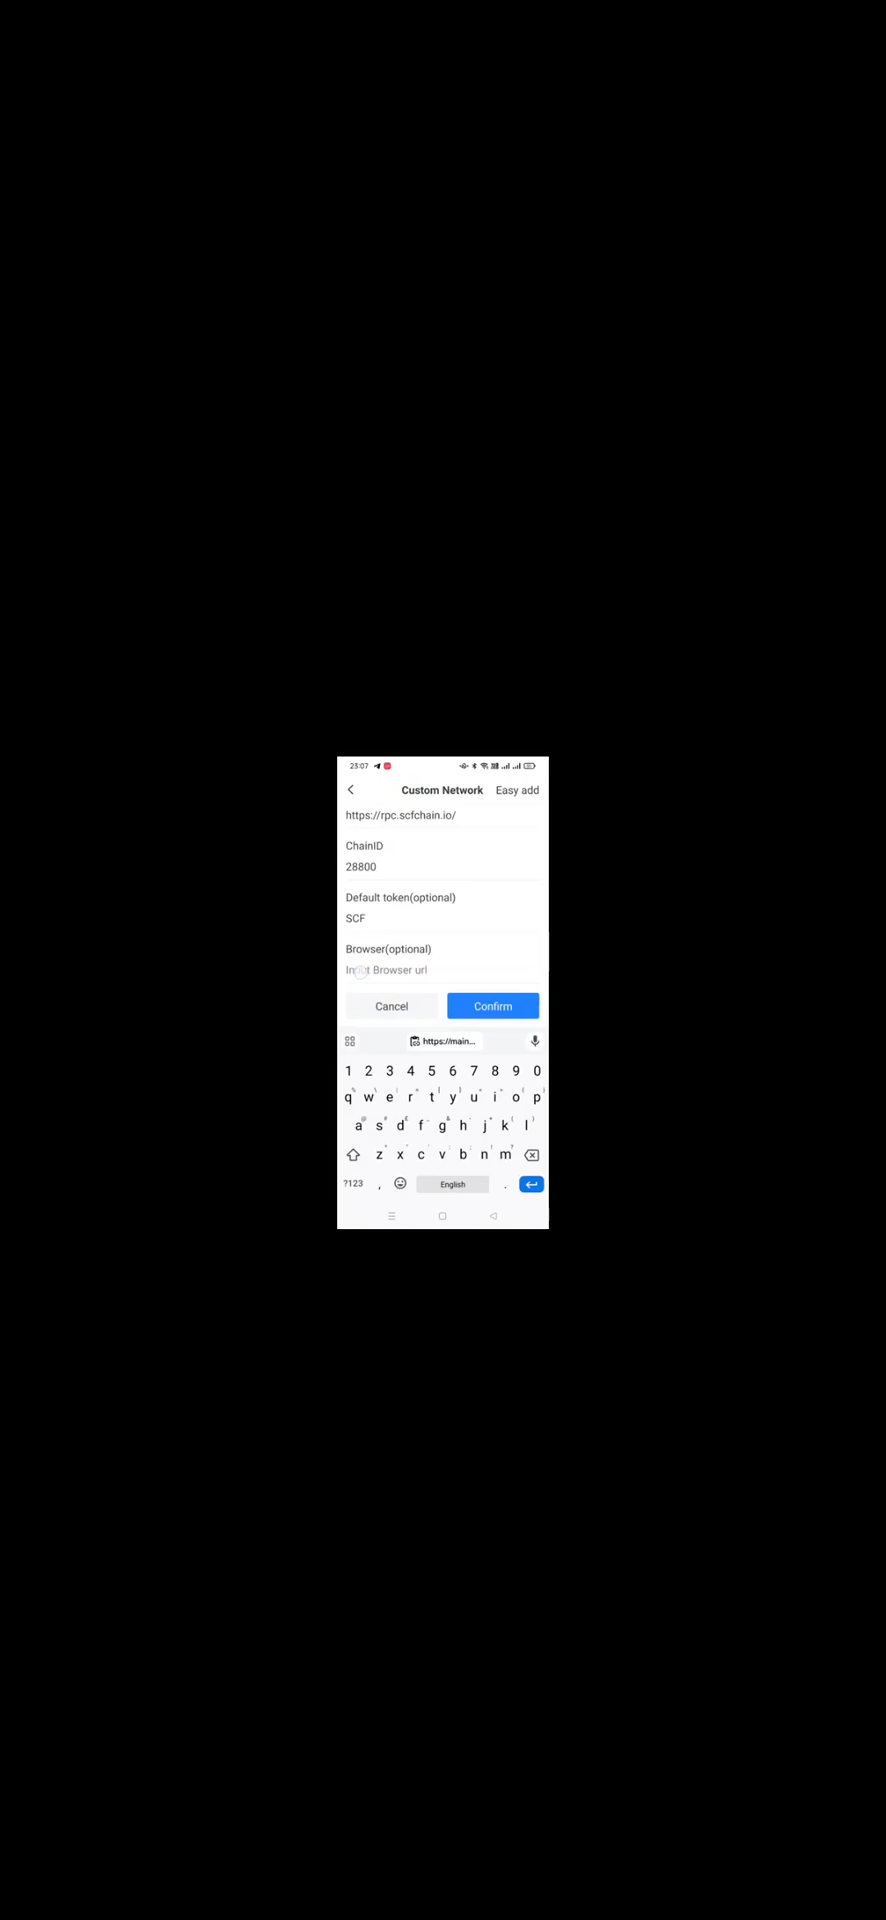 23:07
Custom Network Easy add
https://rpc.scfchain.io/
ChainID
28800
Default token(optional)
SCF
Browser(optional)
Input Browser url
Cancel Confirm
https://main...
1 2 3 4 5 6 7 8 9 0
q w e r t y u i o p
a s d f g h j k l
z x c v b n m
?123 , English .